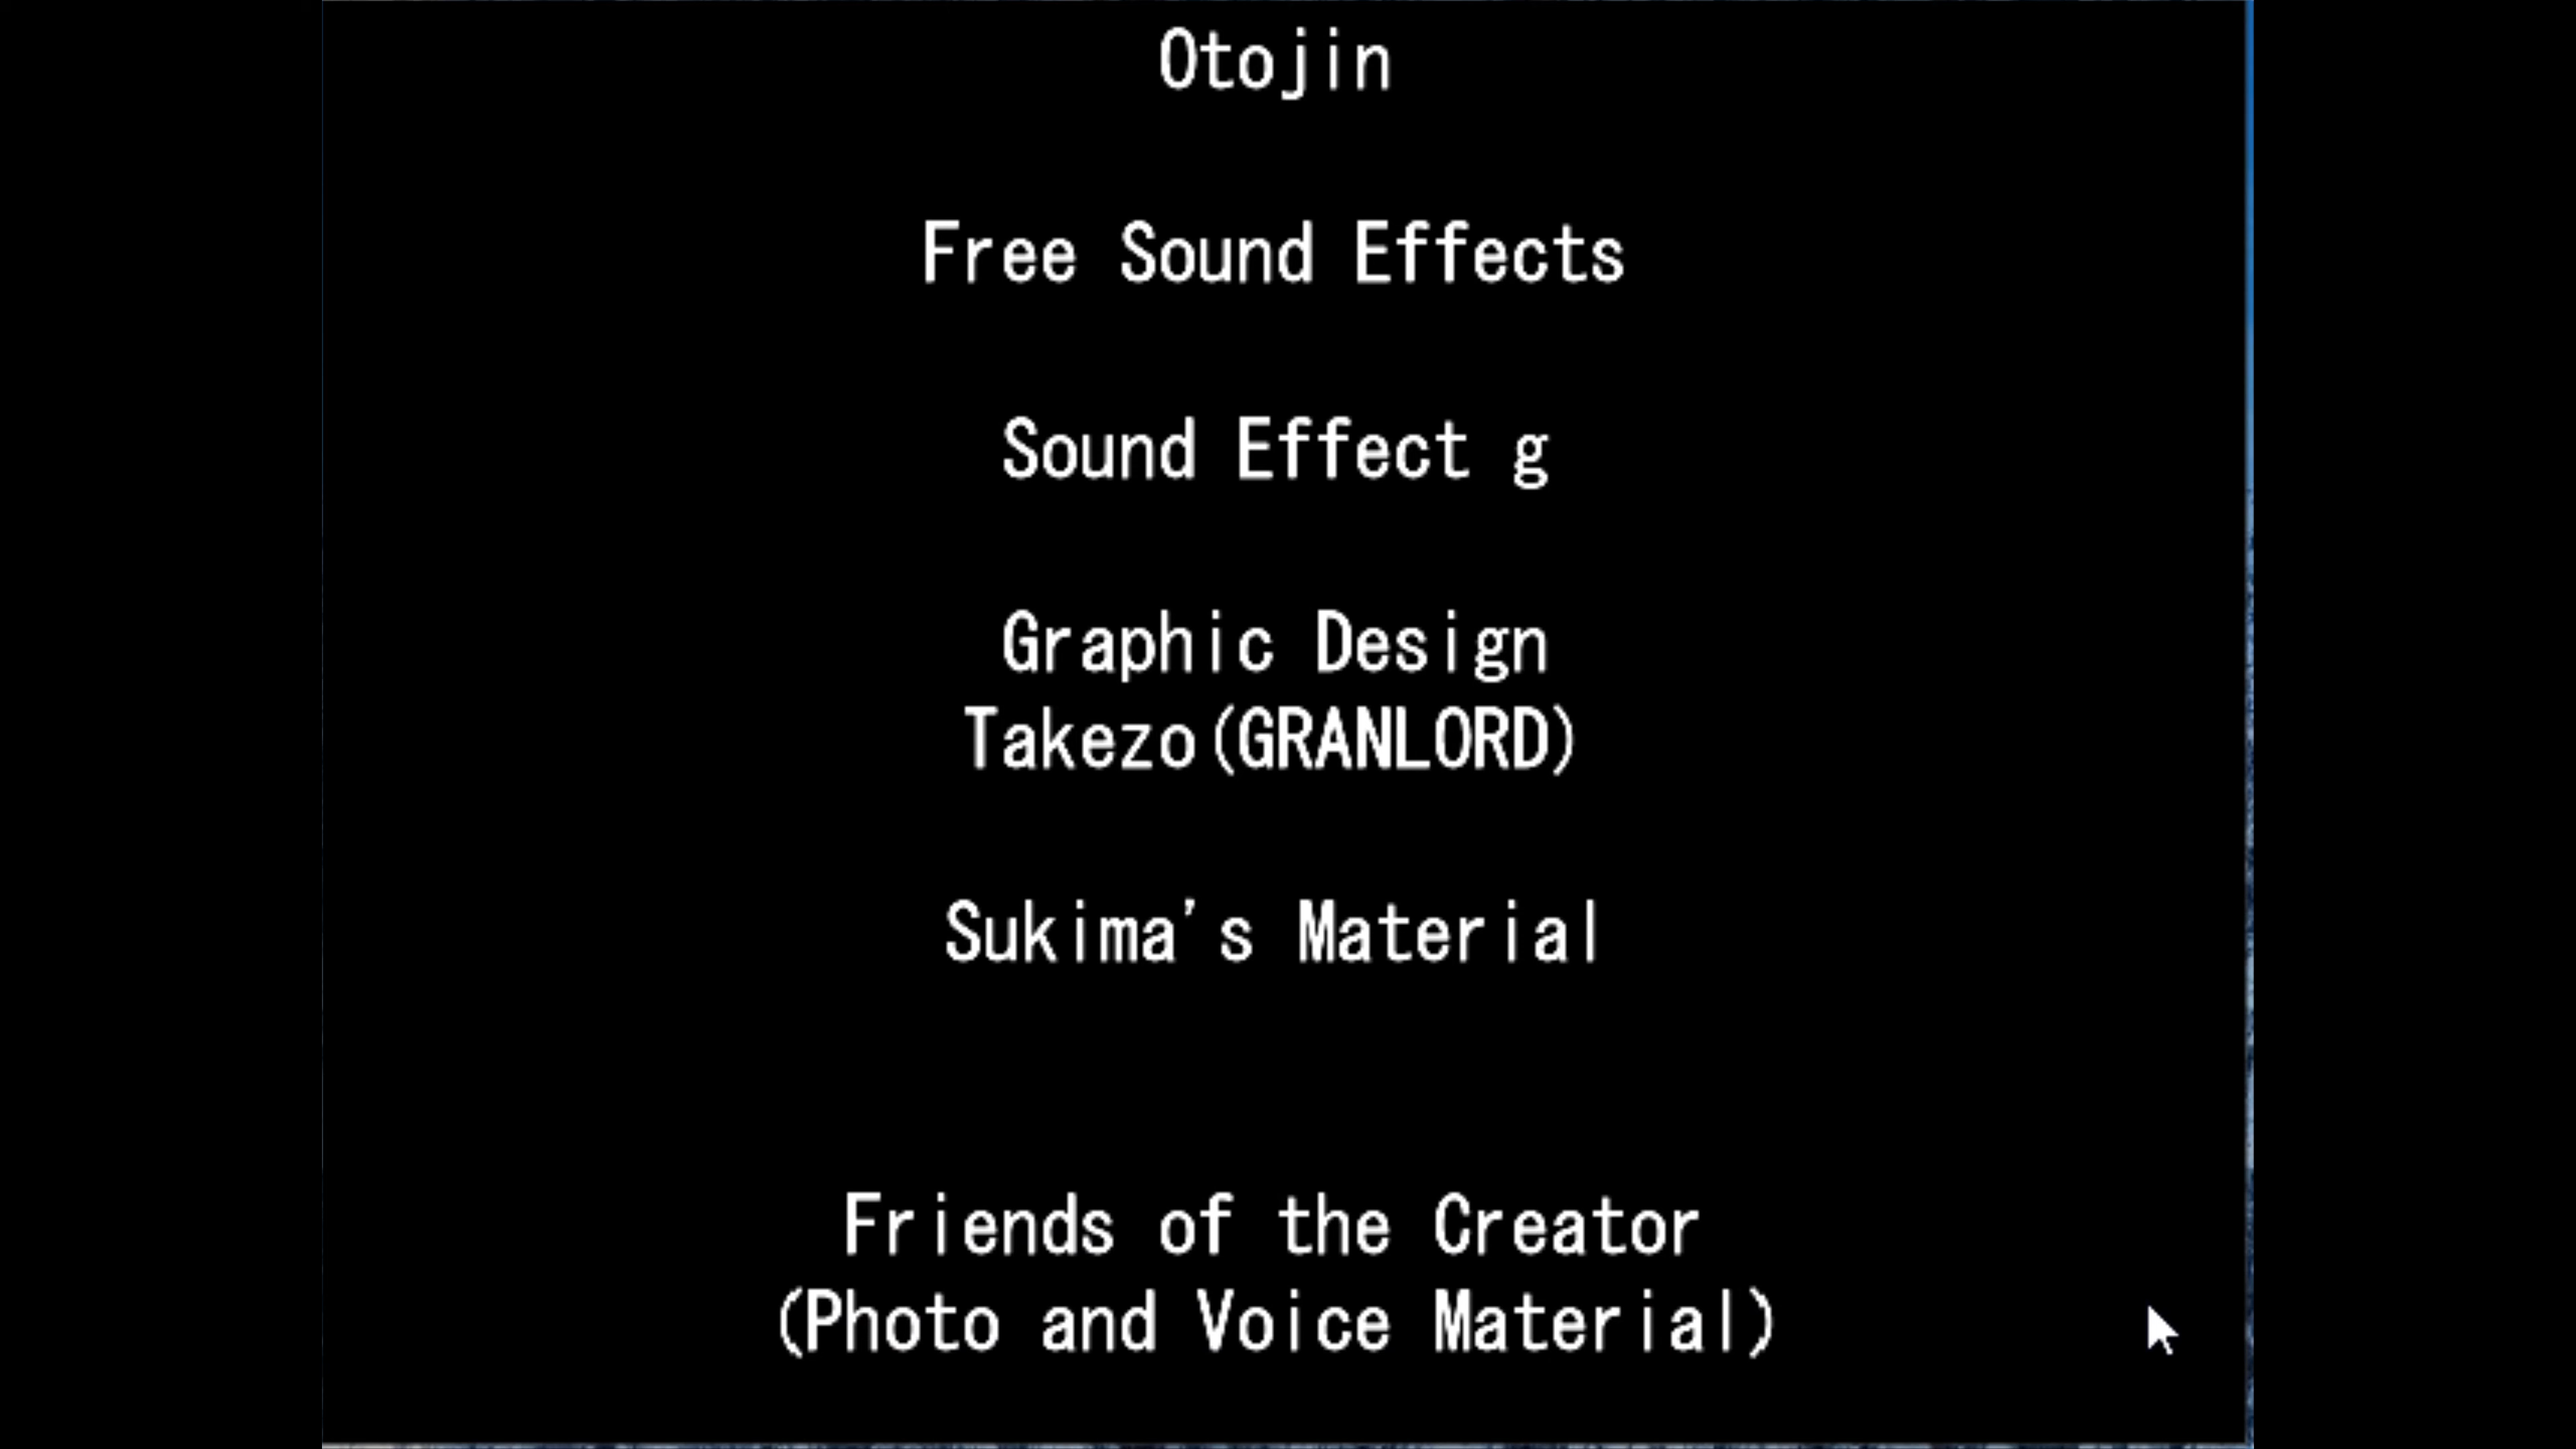 Otojin
Free Sound Effects
Sound Effect g
Graphic Design
Takezo(GRANLORD)
Sukima's Material
Friends of the Creator
(Photo and Voice Material)